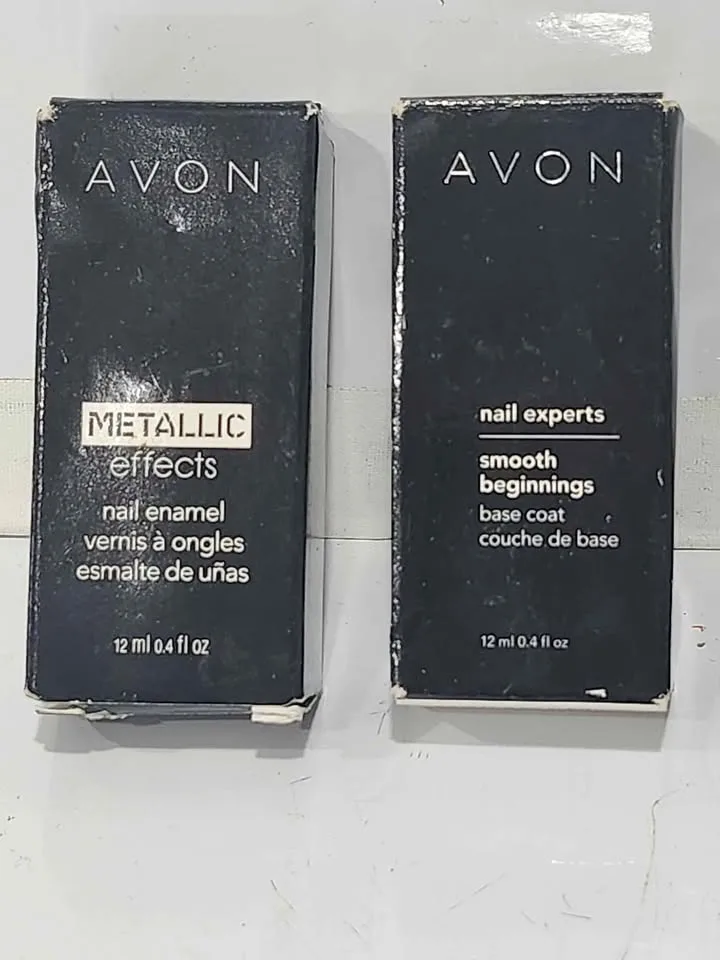 AVON
METALLIC
effects
nail enamel
vernis à ongles
esmalte de uñas
12 ml 0.4 fl oz
AVON
nail experts
smooth
beginnings
base coat
couche de base
12 ml 0.4 fl oz